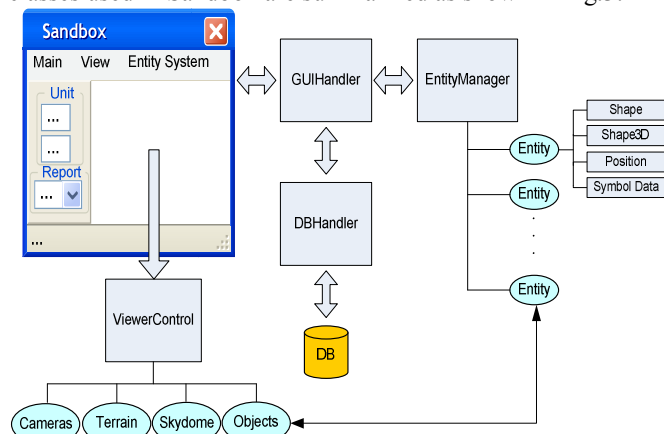 Sandbox
Main View Entity System
Unit
...
...
Report
...
...
GUIHandler
EntityManager
DBHandler
DB
Entity
Entity
.
.
.
Entity
Shape
Shape3D
Position
Symbol Data
ViewerControl
Cameras
Terrain
Skydome
Objects